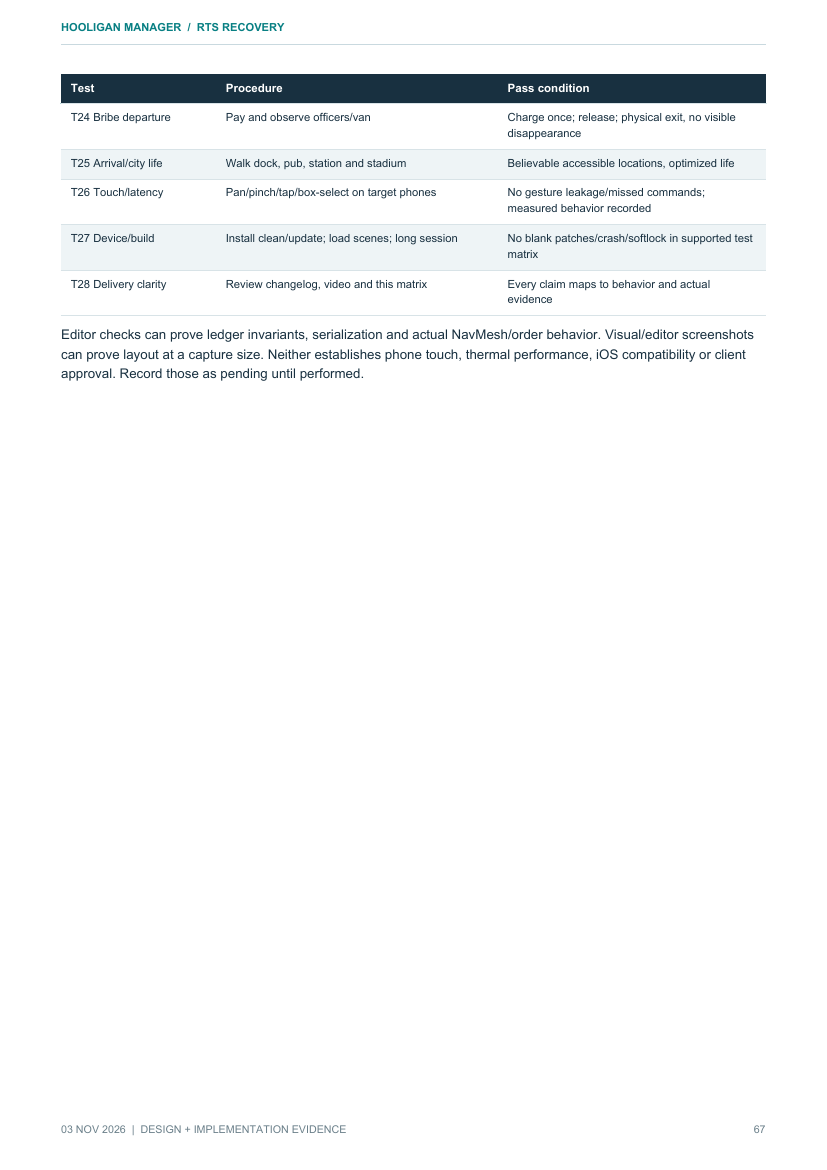 HOOLIGAN MANAGER / RTS RECOVERY
Test Procedure Pass condition
T24 Bribe departure Pay and observe officers/van Charge once; release; physical exit, no visible
disappearance
T25 Arrival/city life Walk dock, pub, station and stadium Believable accessible locations, optimized life
T26 Touch/latency Pan/pinch/tap/box-select on target phones No gesture leakage/missed commands;
measured behavior recorded
T27 Device/build Install clean/update; load scenes; long session No blank patches/crash/softlock in supported test
matrix
T28 Delivery clarity Review changelog, video and this matrix Every claim maps to behavior and actual
evidence
Editor checks can prove ledger invariants, serialization and actual NavMesh/order behavior. Visual/editor screenshots
can prove layout at a capture size. Neither establishes phone touch, thermal performance, iOS compatibility or client
approval. Record those as pending until performed.
03 NOV 2026 | DESIGN + IMPLEMENTATION EVIDENCE 67